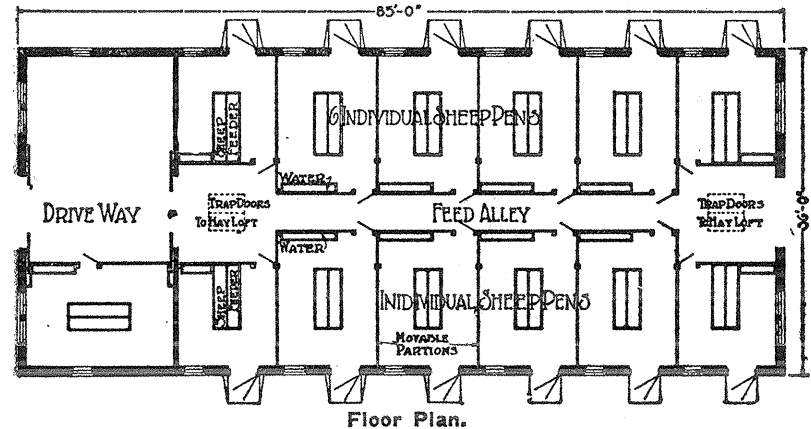 85'-0"
6 INDIVIDUAL SHEEP PENS
SHEEP
FEEDER
WATER
TRAP DOORS
TO HAY LOFT
DRIVE WAY
FEED ALLEY
TRAP DOORS
TO HAY LOFT
36'-0"
WATER
SHEEP
FEEDER
INIDIVIDUAL SHEEP PENS
MOVABLE
PARTIONS
Floor Plan.